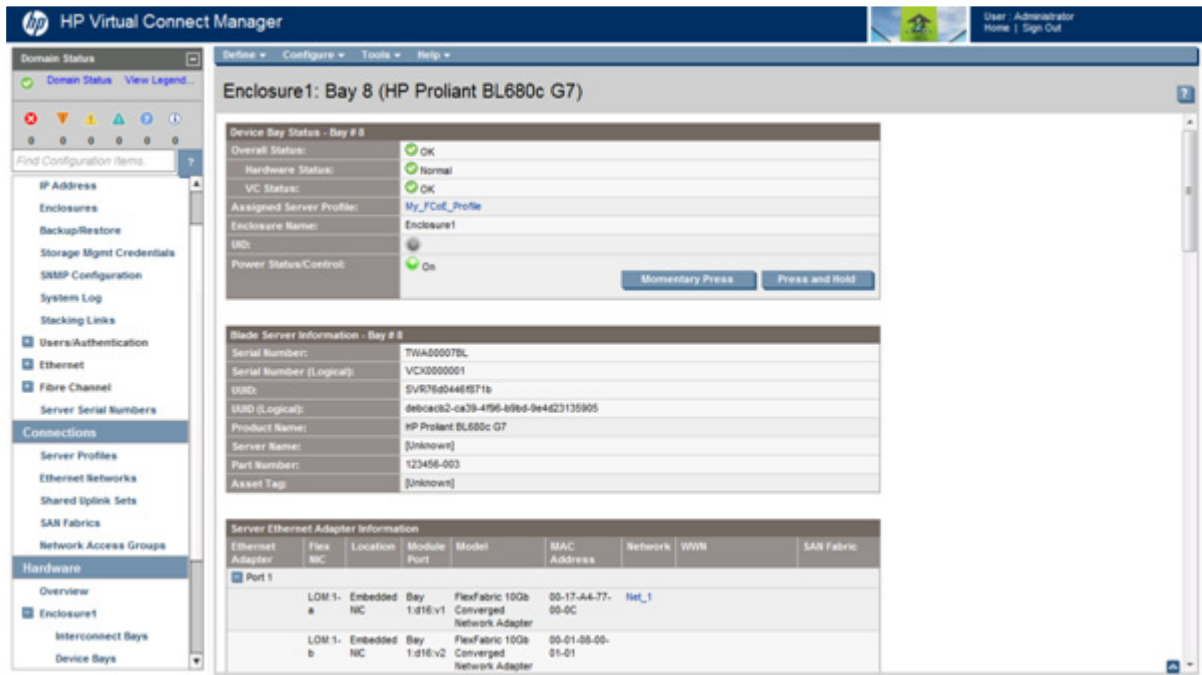 hp HP Virtual Connect Manager
User : Administrator
Home | Sign Out
Domain Status
Domain Status View Legend...
0 0 0 0 0 0
Find Configuration Items. ?
IP Address
Enclosures
Backup/Restore
Storage Mgmt Credentials
SNMP Configuration
System Log
Stacking Links
Users/Authentication
Ethernet
Fibre Channel
Server Serial Numbers
Connections
Server Profiles
Ethernet Networks
Shared Uplink Sets
SAN Fabrics
Network Access Groups
Hardware
Overview
Enclosure1
Interconnect Bays
Device Bays
Define Configure Tools Help
Enclosure1: Bay 8 (HP Proliant BL680c G7) ?
Device Bay Status - Bay # 8
Overall Status: OK
Hardware Status: Normal
VC Status: OK
Assigned Server Profile: My_FCoE_Profile
Enclosure Name: Enclosure1
UID:
Power Status/Control: On
Momentary Press Press and Hold
Blade Server Information - Bay # 8
Serial Number: TWA00007BL
Serial Number (Logical): VCX0000001
UUID: SVR76d0446f871b
UUID (Logical): debcacb2-ca39-4f96-b9bd-9e4d23135905
Product Name: HP Proliant BL680c G7
Server Name: [Unknown]
Part Number: 123456-003
Asset Tag: [Unknown]
Server Ethernet Adapter Information
Ethernet Flex Location Module Model MAC Network WWN SAN Fabric
Adapter NIC Port Address
Port 1
LOM:1- Embedded Bay FlexFabric 10Gb 00-17-A4-77- Net_1
a NIC 1:d16:v1 Converged 00-0C
Network Adapter
LOM:1- Embedded Bay FlexFabric 10Gb 00-01-08-00-
b NIC 1:d16:v2 Converged 01-01
Network Adapter